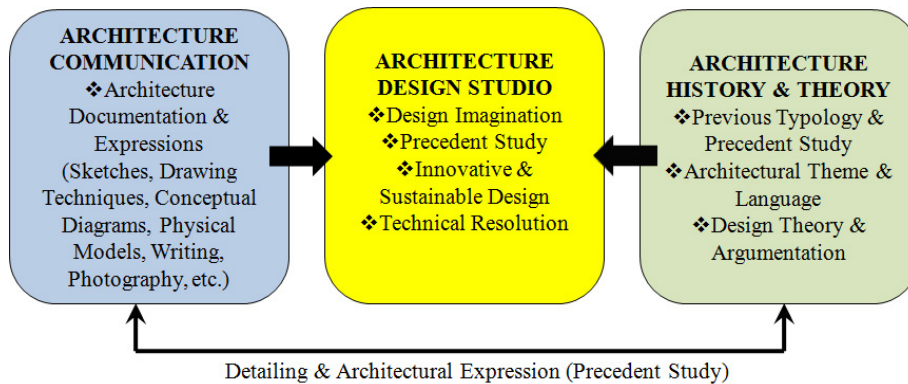 ARCHITECTURE
COMMUNICATION
❖Architecture
Documentation &
Expressions
(Sketches, Drawing
Techniques, Conceptual
Diagrams, Physical
Models, Writing,
Photography, etc.)
ARCHITECTURE
DESIGN STUDIO
❖Design Imagination
❖Precedent Study
❖Innovative &
Sustainable Design
❖Technical Resolution
ARCHITECTURE
HISTORY & THEORY
❖Previous Typology &
Precedent Study
❖Architectural Theme &
Language
❖Design Theory &
Argumentation
Detailing & Architectural Expression (Precedent Study)